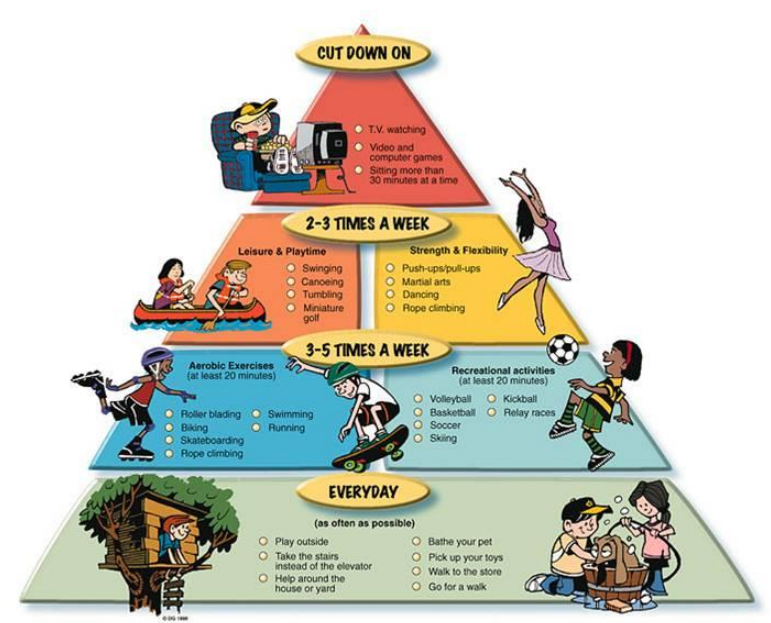 CUT DOWN ON
T.V. watching
Video and
computer games
Sitting more than
30 minutes at a time
2-3 TIMES A WEEK
Leisure & Playtime
Swinging
Canoeing
Tumbling
Miniature
golf
Strength & Flexibility
Push-ups/pull-ups
Martial arts
Dancing
Rope climbing
3-5 TIMES A WEEK
Aerobic Exercises
(at least 20 minutes)
Roller blading
Biking
Skateboarding
Rope climbing
Swimming
Running
Recreational activities
(at least 20 minutes)
Volleyball
Basketball
Soccer
Skiing
Kickball
Relay races
EVERYDAY
(as often as possible)
Play outside
Take the stairs
instead of the elevator
Help around the
house or yard
Bathe your pet
Pick up your toys
Walk to the store
Go for a walk